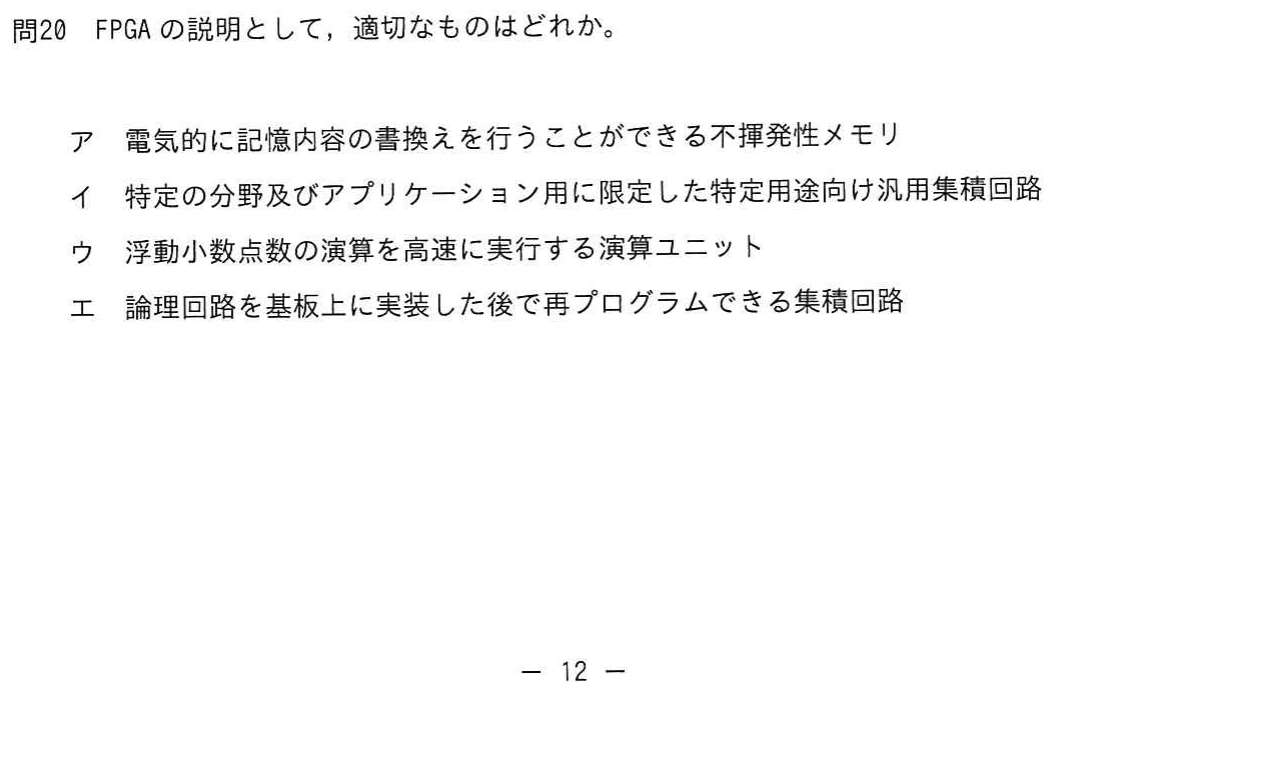 問20 FPGAの説明として，適切なものはどれか。
ア 電気的に記憶内容の書換えを行うことができる不揮発性メモリ
イ 特定の分野及びアプリケーション用に限定した特定用途向け汎用集積回路
ウ 浮動小数点数の演算を高速に実行する演算ユニット
エ 論理回路を基板上に実装した後で再プログラムできる集積回路
－ 12 －